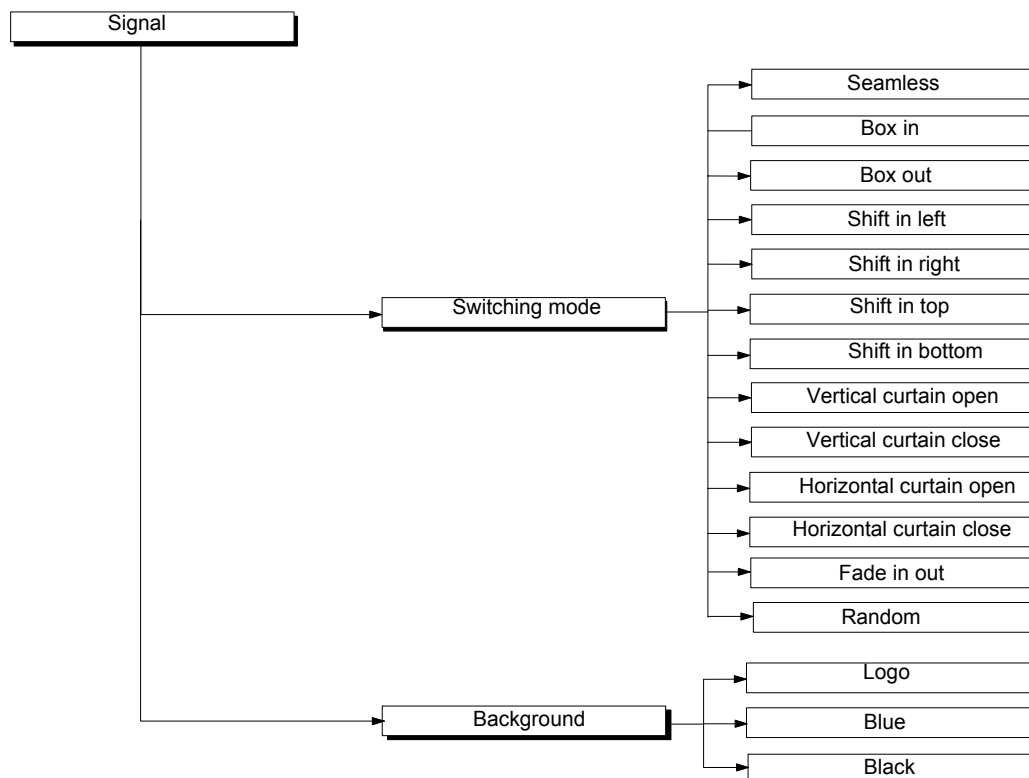 Signal
Switching mode
Seamless
Box in
Box out
Shift in left
Shift in right
Shift in top
Shift in bottom
Vertical curtain open
Vertical curtain close
Horizontal curtain open
Horizontal curtain close
Fade in out
Random
Background
Logo
Blue
Black